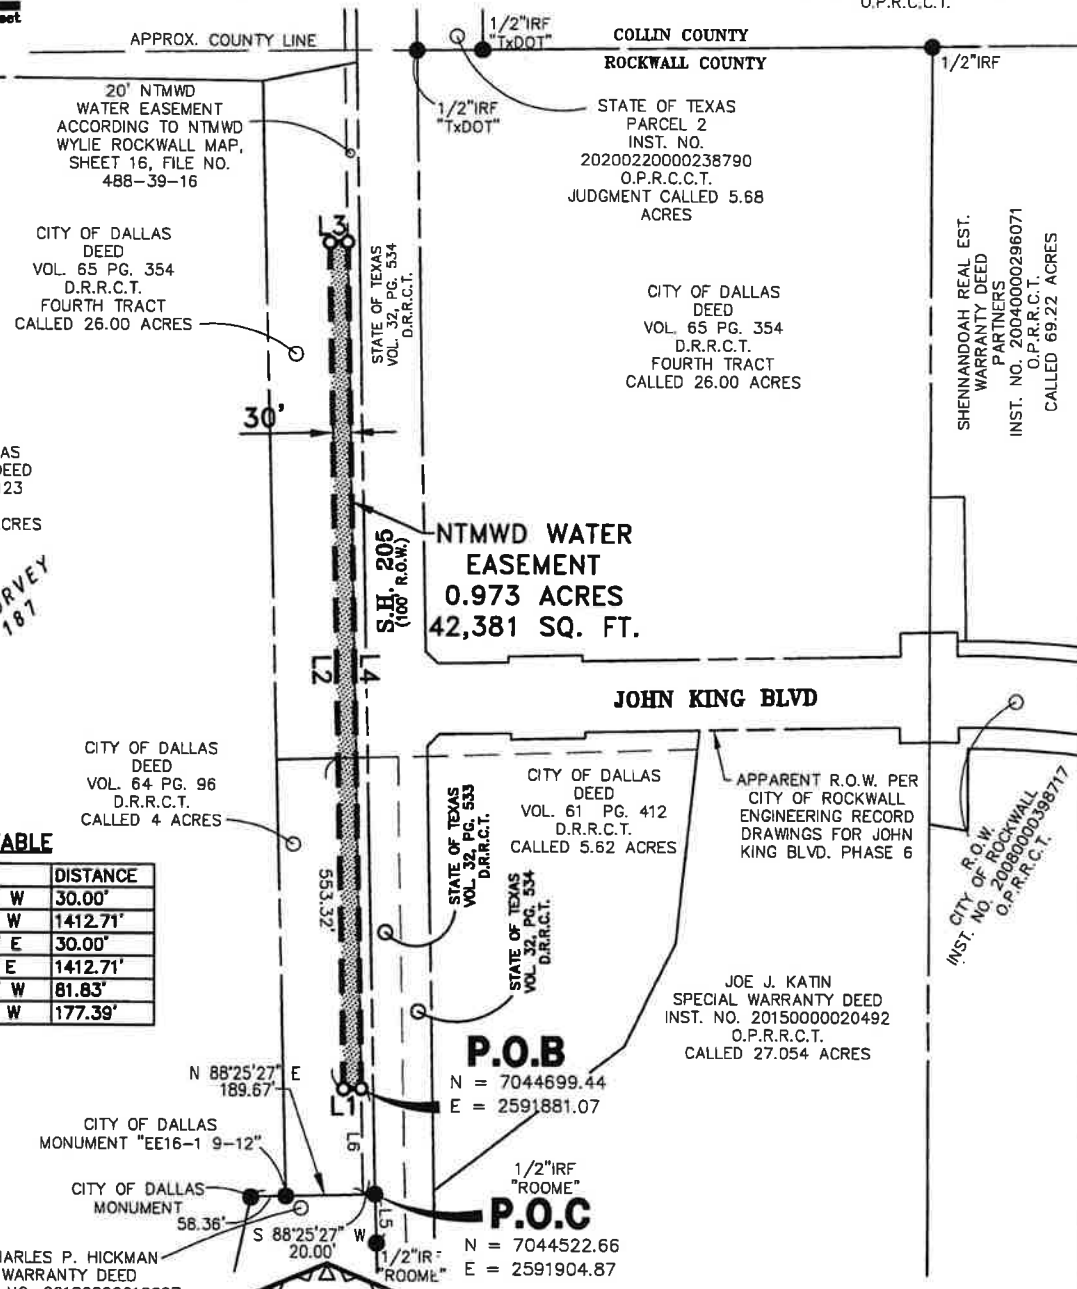 O.P.R.C.C.T.
APPROX. COUNTY LINE
1/2"IRF
"TxDOT"
COLLIN COUNTY
ROCKWALL COUNTY
1/2"IRF
1/2"IRF
"TxDOT"
20' NTMWD
WATER EASEMENT
ACCORDING TO NTMWD
WYLIE ROCKWALL MAP,
SHEET 16, FILE NO.
488-39-16
STATE OF TEXAS
PARCEL 2
INST. NO.
20200220000238790
O.P.R.C.C.T.
JUDGMENT CALLED 5.68
ACRES
CITY OF DALLAS
DEED
VOL. 65 PG. 354
D.R.R.C.T.
FOURTH TRACT
CALLED 26.00 ACRES
L3
STATE OF TEXAS
VOL. 32, PG. 534
D.R.R.C.T.
CITY OF DALLAS
DEED
VOL. 65 PG. 354
D.R.R.C.T.
FOURTH TRACT
CALLED 26.00 ACRES
SHENNANDOAH REAL EST.
WARRANTY DEED
PARTNERS
INST. NO. 20040000296071
O.P.R.R.C.T.
CALLED 69.22 ACRES
30'
AS
DEED
123
CRES
RVEY
187
NTMWD WATER
EASEMENT
0.973 ACRES
42,381 SQ. FT.
S.H. 205
(100' R.O.W.)
L2
L4
JOHN KING BLVD
CITY OF DALLAS
DEED
VOL. 64 PG. 96
D.R.R.C.T.
CALLED 4 ACRES
CITY OF DALLAS
DEED
VOL. 61 PG. 412
D.R.R.C.T.
CALLED 5.62 ACRES
APPARENT R.O.W. PER
CITY OF ROCKWALL
ENGINEERING RECORD
DRAWINGS FOR JOHN
KING BLVD. PHASE 6
R.O.W.
CITY OF ROCKWALL
INST. NO. 20080000398717
O.P.R.R.C.T.
STATE OF TEXAS
VOL. 32, PG. 533
D.R.R.C.T.
STATE OF TEXAS
VOL 32, PG. 534
D.R.R.C.T.
553.32'
ABLE
DISTANCE
W 30.00'
W 1412.71'
E 30.00'
E 1412.71'
W 81.83'
W 177.39'
JOE J. KATIN
SPECIAL WARRANTY DEED
INST. NO. 20150000020492
O.P.R.R.C.T.
CALLED 27.054 ACRES
P.O.B
N = 7044699.44
E = 2591881.07
N 88°25'27" E
189.67'
L1
L6
CITY OF DALLAS
MONUMENT "EE16-1 9-12"
CITY OF DALLAS
MONUMENT
58.36'
S 88°25'27" W
20.00'
L5
1/2"IRF
"ROOME"
P.O.C
N = 7044522.66
E = 2591904.87
1/2"IRF
"ROOME"
HARLES P. HICKMAN
WARRANTY DEED